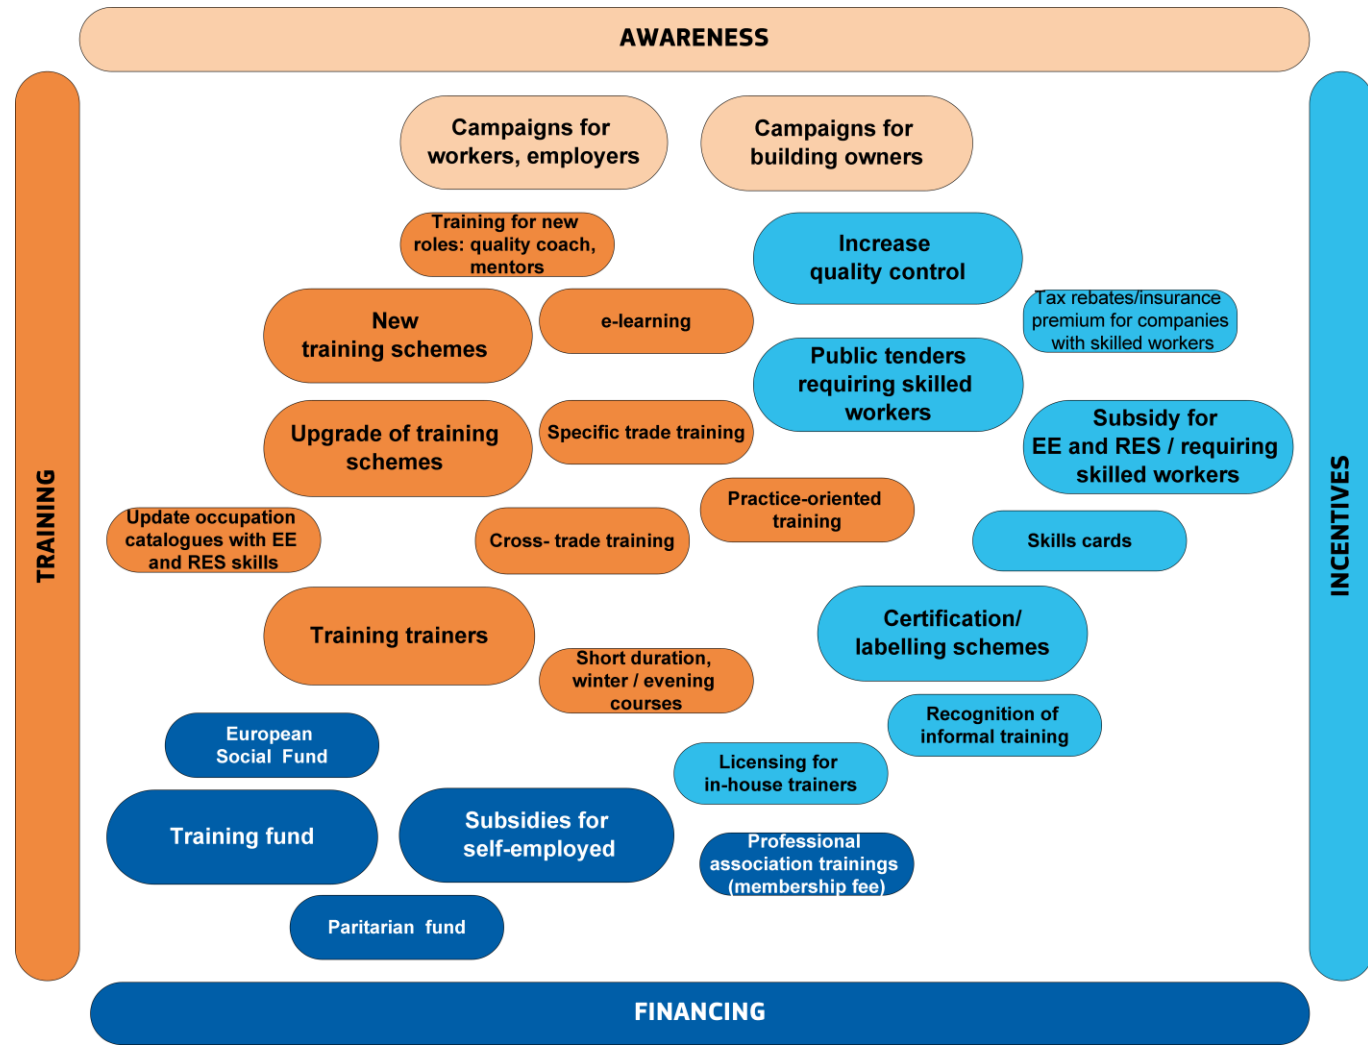 AWARENESS
TRAINING
INCENTIVES
Campaigns for
workers, employers
Campaigns for
building owners
Training for new
roles: quality coach,
mentors
Increase
quality control
New
training schemes
e-learning
Tax rebates/insurance
premium for companies
with skilled workers
Public tenders
requiring skilled
workers
Upgrade of training
schemes
Specific trade training
Subsidy for
EE and RES / requiring
skilled workers
Practice-oriented
training
Update occupation
catalogues with EE
and RES skills
Cross- trade training
Skills cards
Training trainers
Certification/
labelling schemes
Short duration,
winter / evening
courses
Recognition of
informal training
European
Social Fund
Licensing for
in-house trainers
Training fund
Subsidies for
self-employed
Professional
association trainings
(membership fee)
Paritarian fund
FINANCING